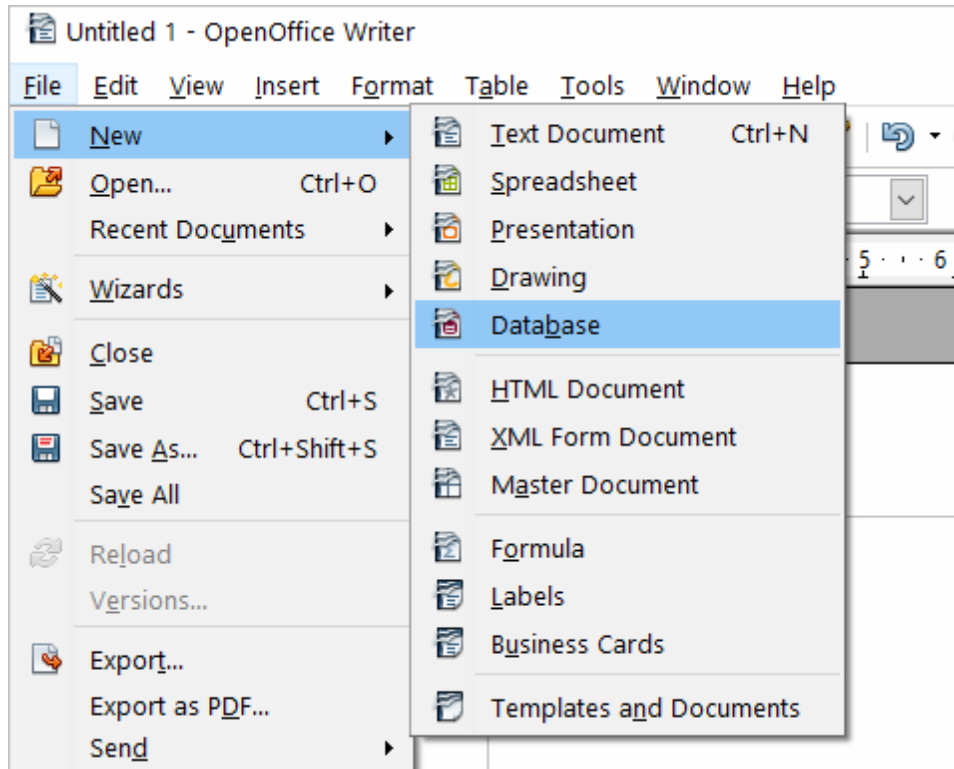 Untitled 1 - OpenOffice Writer
File Edit View Insert Format Table Tools Window Help
New
Open... Ctrl+O
Recent Documents
Wizards
Close
Save Ctrl+S
Save As... Ctrl+Shift+S
Save All
Reload
Versions...
Export...
Export as PDF...
Send
Text Document Ctrl+N
Spreadsheet
Presentation
Drawing
Database
HTML Document
XML Form Document
Master Document
Formula
Labels
Business Cards
Templates and Documents
5 6